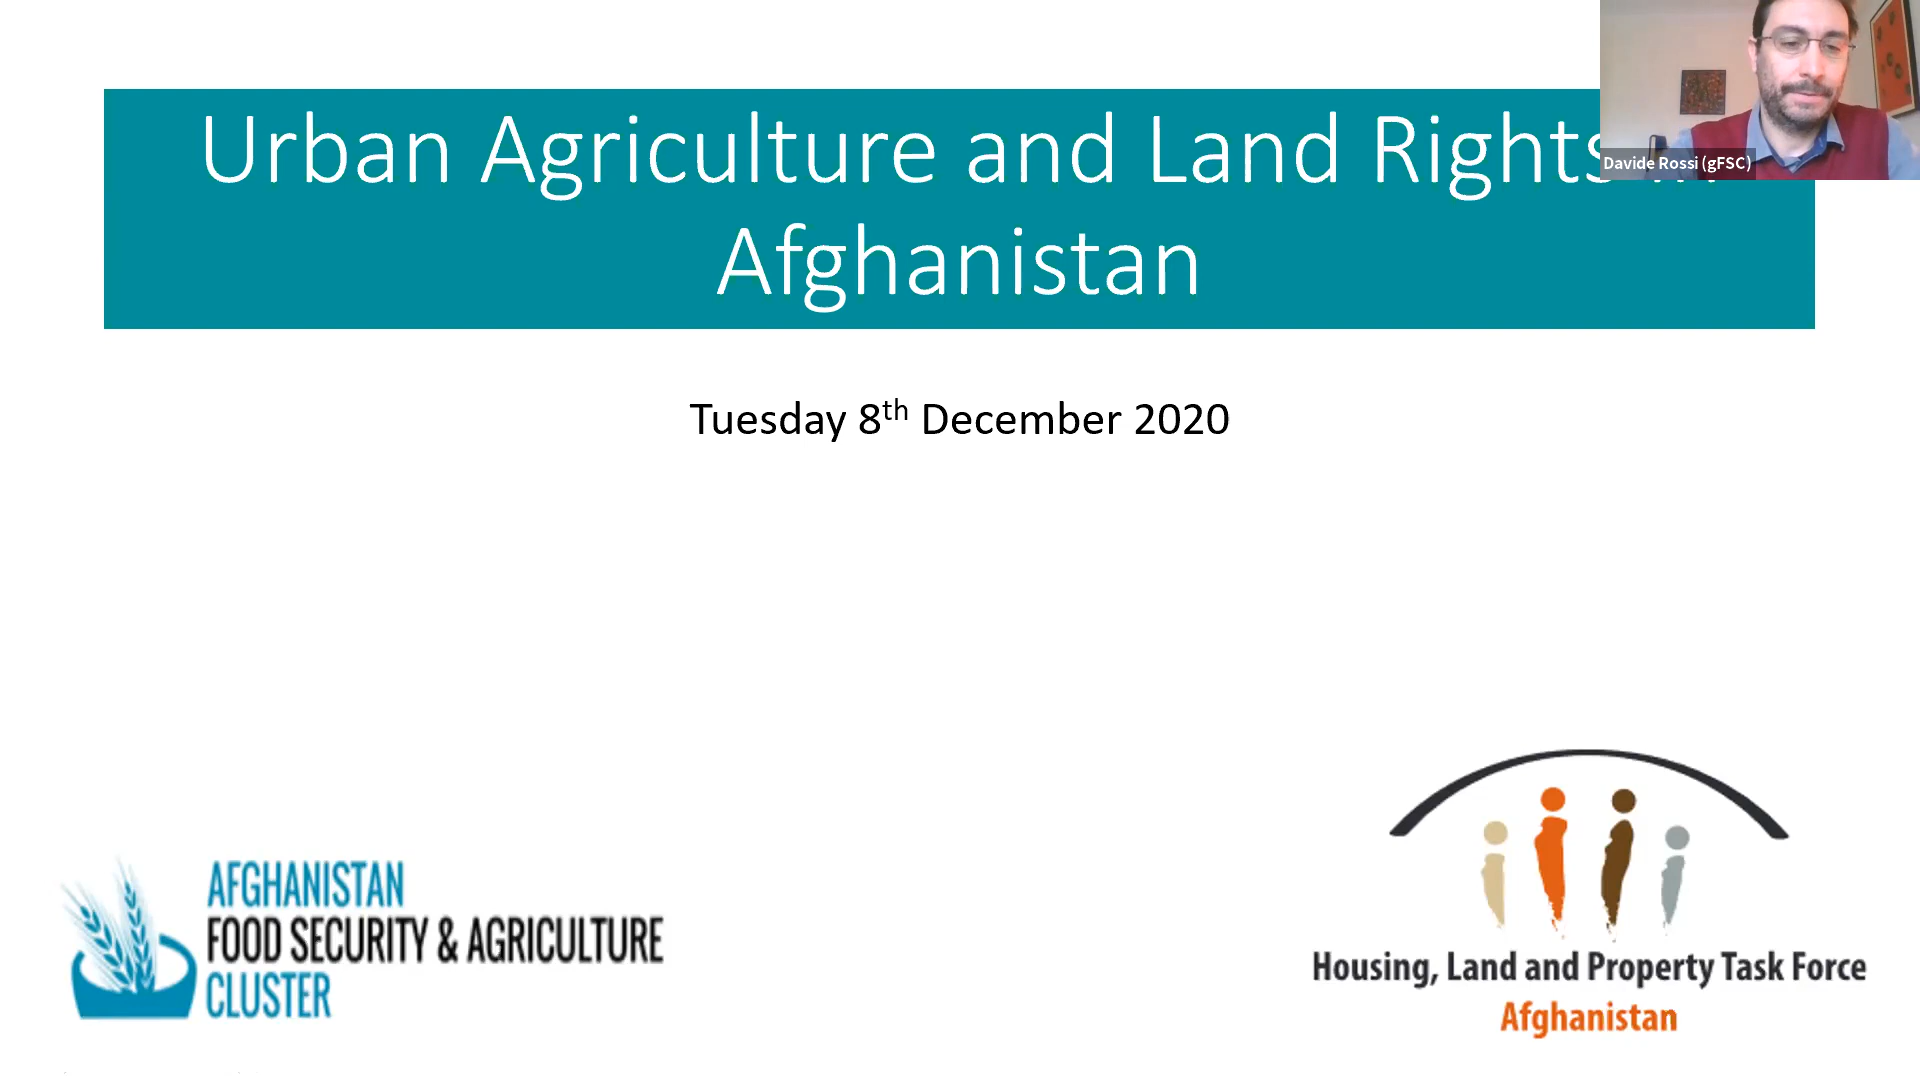 Urban Agriculture and Land Rights in
Afghanistan
Davide Rossi (gFSC)
Tuesday 8th December 2020
AFGHANISTAN
FOOD SECURITY & AGRICULTURE
CLUSTER
Housing, Land and Property Task Force
Afghanistan